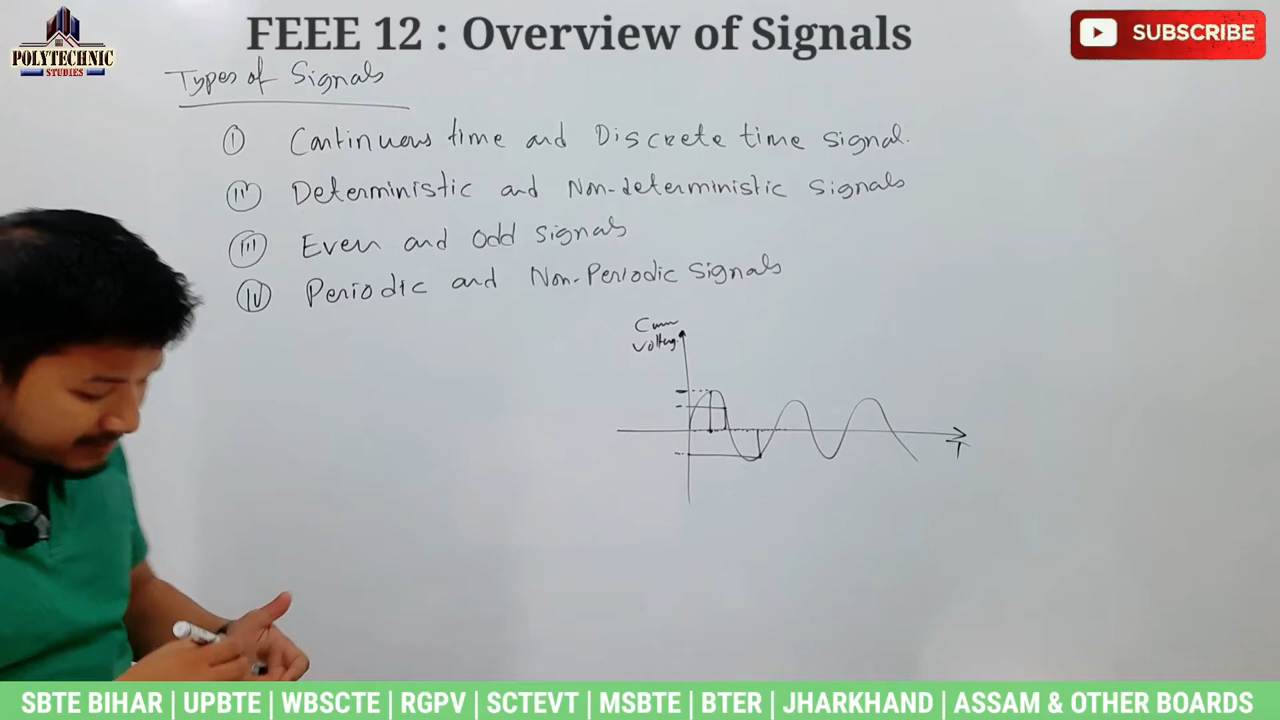 FEEE 12 : Overview of Signals
POLYTECHNIC
STUDIES
SUBSCRIBE
Types of Signals
I Continuous time and Discrete time signal.
II Deterministic and Non-deterministic signals
III Even and Odd signals
IV Periodic and Non-Periodic signals
T
SBTE BIHAR | UPBTE | WBSCTE | RGPV | SCTEVT | MSBTE | BTER | JHARKHAND | ASSAM & OTHER BOARDS